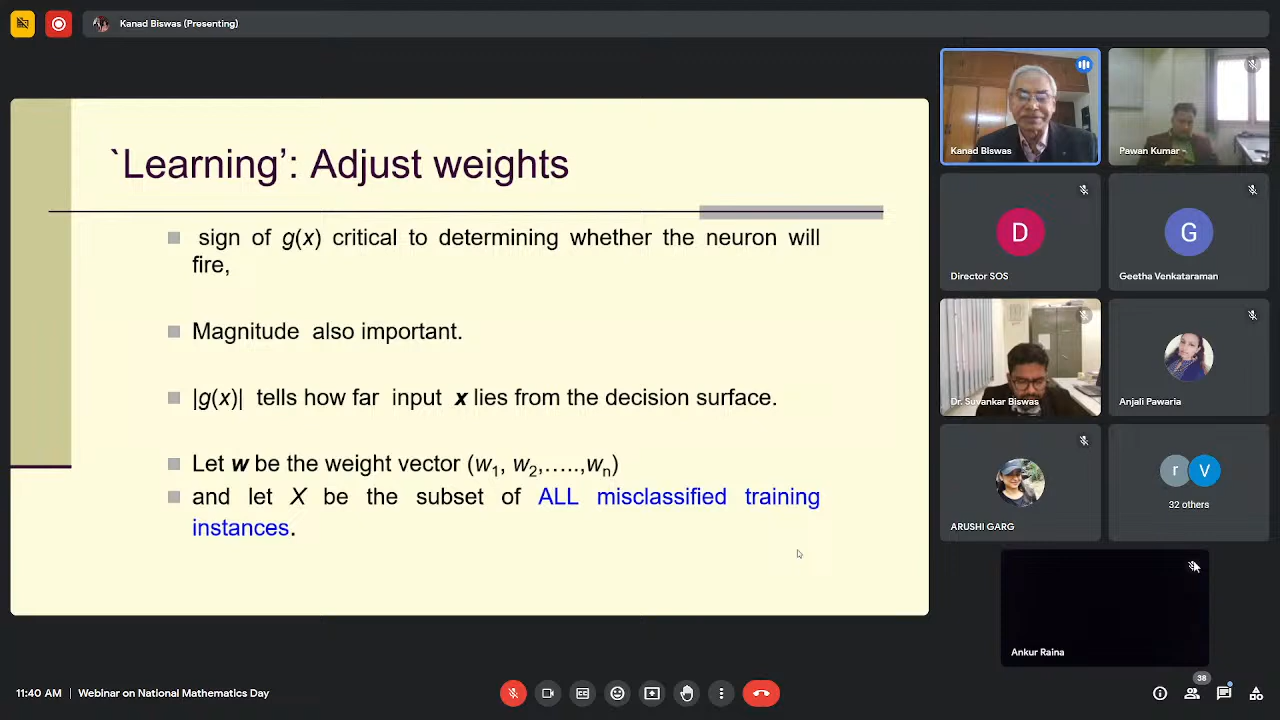 Kanad Biswas (Presenting)
`Learning’: Adjust weights
sign of g(x) critical to determining whether the neuron will
fire,
Magnitude also important.
|g(x)| tells how far input x lies from the decision surface.
Let w be the weight vector (w1, w2,…..,wn)
and let X be the subset of ALL misclassified training
instances.
Kanad Biswas
Pawan Kumar -
D
Director SOS
G
Geetha Venkataraman
Dr. Suvankar Biswas
Anjali Pawaria
ARUSHI GARG
r V
32 others
Ankur Raina
38
11:40 AM | Webinar on National Mathematics Day